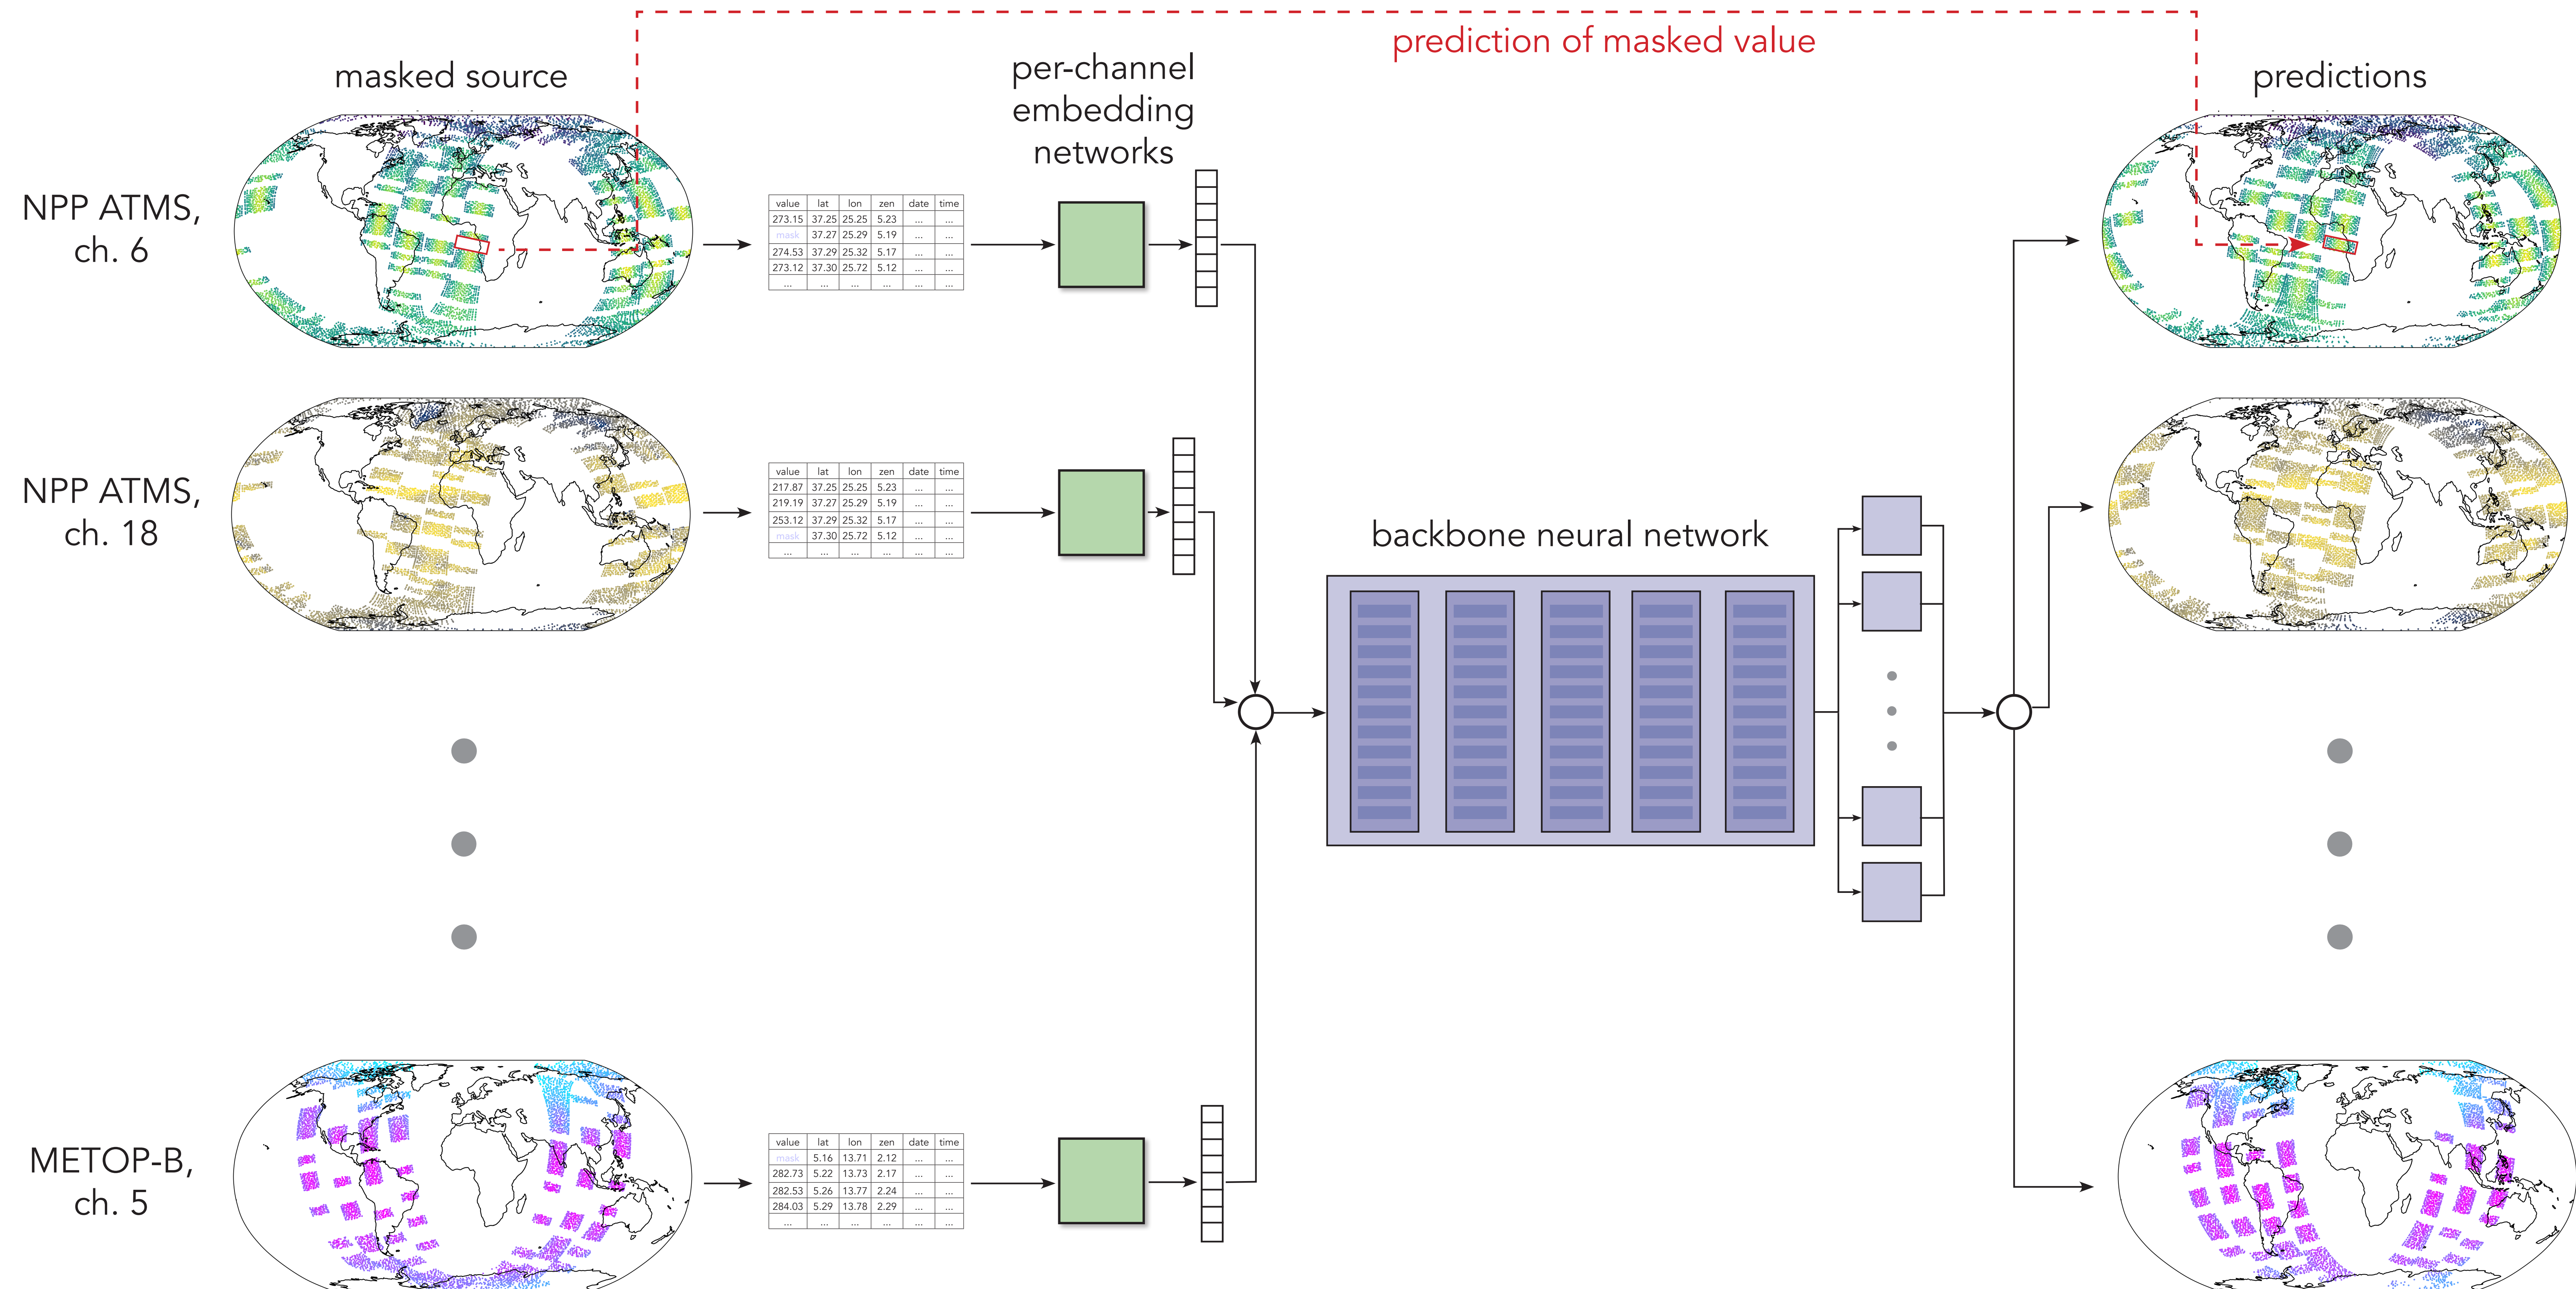 prediction of masked value
masked source
per-channel
embedding
networks
predictions
NPP ATMS,
ch. 6
value lat lon zen date time
273.15 37.25 25.25 5.23 ... ...
mask 37.27 25.29 5.19 ... ...
274.53 37.29 25.32 5.17 ... ...
273.12 37.30 25.72 5.12 ... ...
... ... ... ... ... ...
NPP ATMS,
ch. 18
value lat lon zen date time
217.87 37.25 25.25 5.23 ... ...
219.19 37.27 25.29 5.19 ... ...
253.12 37.29 25.32 5.17 ... ...
mask 37.30 25.72 5.12 ... ...
... ... ... ... ... ...
backbone neural network
METOP-B,
ch. 5
value lat lon zen date time
mask 5.16 13.71 2.12 ... ...
282.73 5.22 13.73 2.17 ... ...
282.53 5.26 13.77 2.24 ... ...
284.03 5.29 13.78 2.29 ... ...
... ... ... ... ... ...